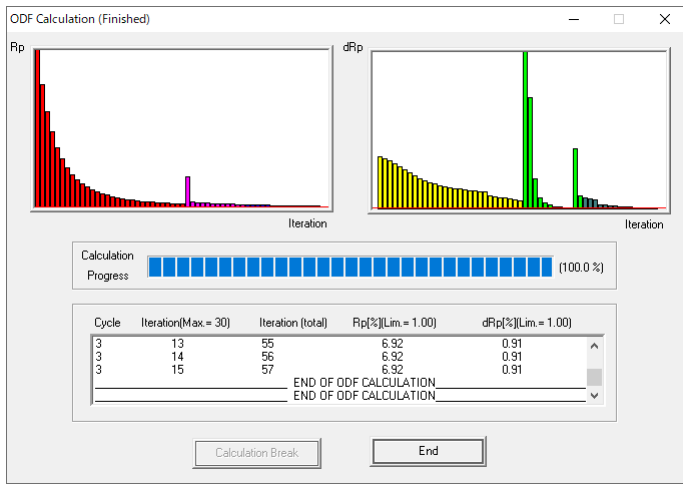 ODF Calculation (Finished)
Rp
dRp
Iteration
Iteration
Calculation
Progress
(100.0 %)
Cycle Iteration(Max.= 30) Iteration (total) Rp[%](Lim.= 1.00) dRp[%](Lim.= 1.00)
3 13 55 6.92 0.91
3 14 56 6.92 0.91
3 15 57 6.92 0.91
END OF ODF CALCULATION
END OF ODF CALCULATION
Calculation Break
End